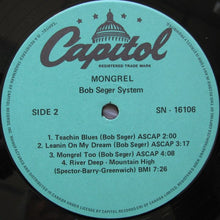 Capitol
REGISTERED TRADE MARK
MONGREL
Bob Seger System
SIDE 2
SN - 16106
1. Teachin Blues (Bob Seger) ASCAP 2:00
2. Leanin On My Dream (Bob Seger) ASCAP 3:17
3. Mongrel Too (Bob Seger) ASCAP 4:08
4. River Deep - Mountain High
(Spector-Barry-Greenwich) BMI 7:26